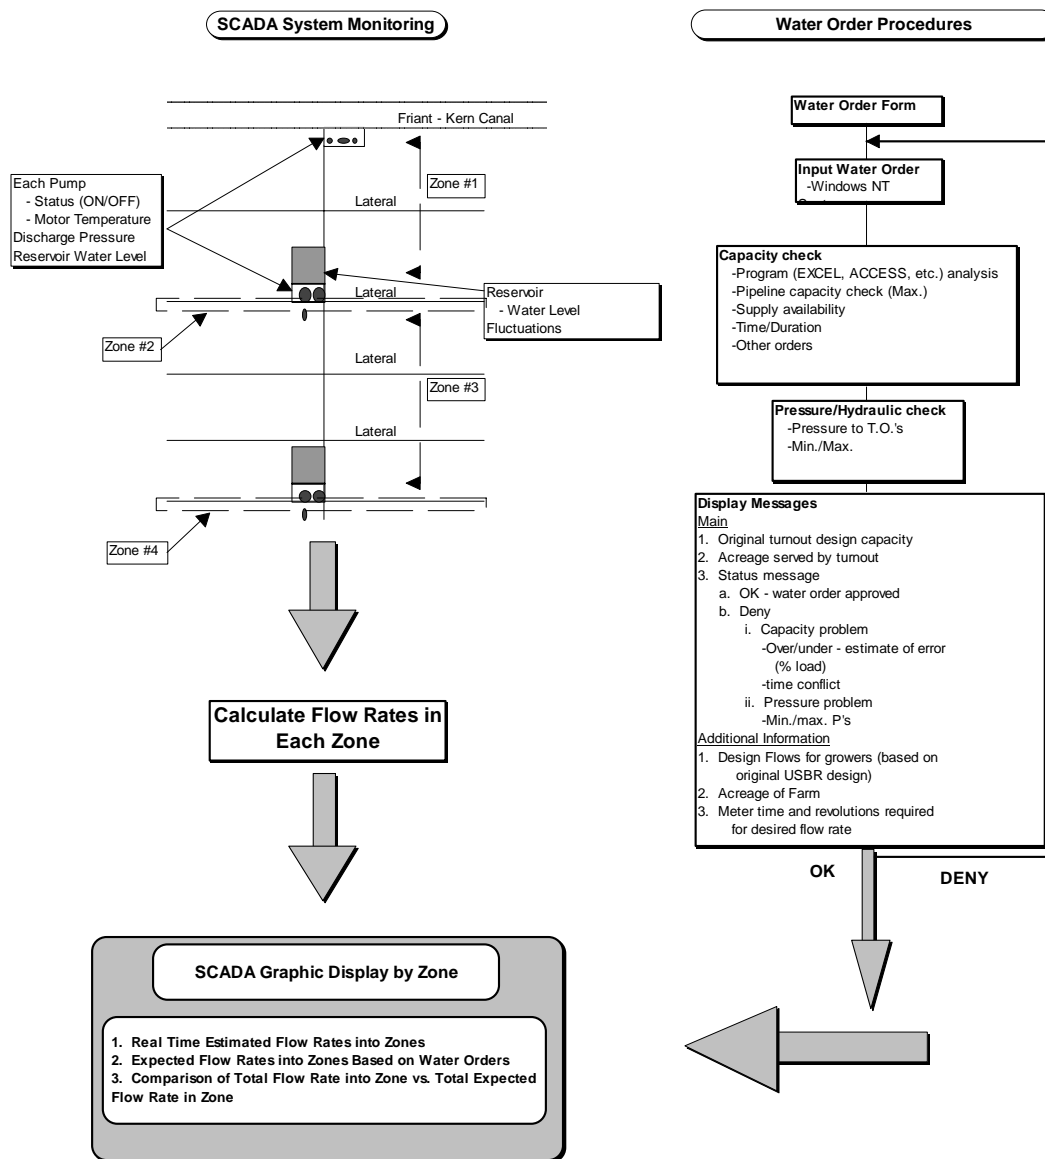 SCADA System Monitoring
Friant - Kern Canal
Each Pump
- Status (ON/OFF)
- Motor Temperature
Discharge Pressure
Reservoir Water Level
Zone #1
Lateral
Lateral
Reservoir
- Water Level
Fluctuations
Zone #2
Lateral
Zone #3
Lateral
Zone #4
Calculate Flow Rates in
Each Zone
SCADA Graphic Display by Zone
1. Real Time Estimated Flow Rates into Zones
2. Expected Flow Rates into Zones Based on Water Orders
3. Comparison of Total Flow Rate into Zone vs. Total Expected
Flow Rate in Zone
Water Order Procedures
Water Order Form
Input Water Order
-Windows NT
Capacity check
-Program (EXCEL, ACCESS, etc.) analysis
-Pipeline capacity check (Max.)
-Supply availability
-Time/Duration
-Other orders
Pressure/Hydraulic check
-Pressure to T.O.'s
-Min./Max.
Display Messages
Main
1. Original turnout design capacity
2. Acreage served by turnout
3. Status message
a. OK - water order approved
b. Deny
i. Capacity problem
-Over/under - estimate of error
(% load)
-time conflict
ii. Pressure problem
-Min./max. P's
Additional Information
1. Design Flows for growers (based on
original USBR design)
2. Acreage of Farm
3. Meter time and revolutions required
for desired flow rate
OK
DENY